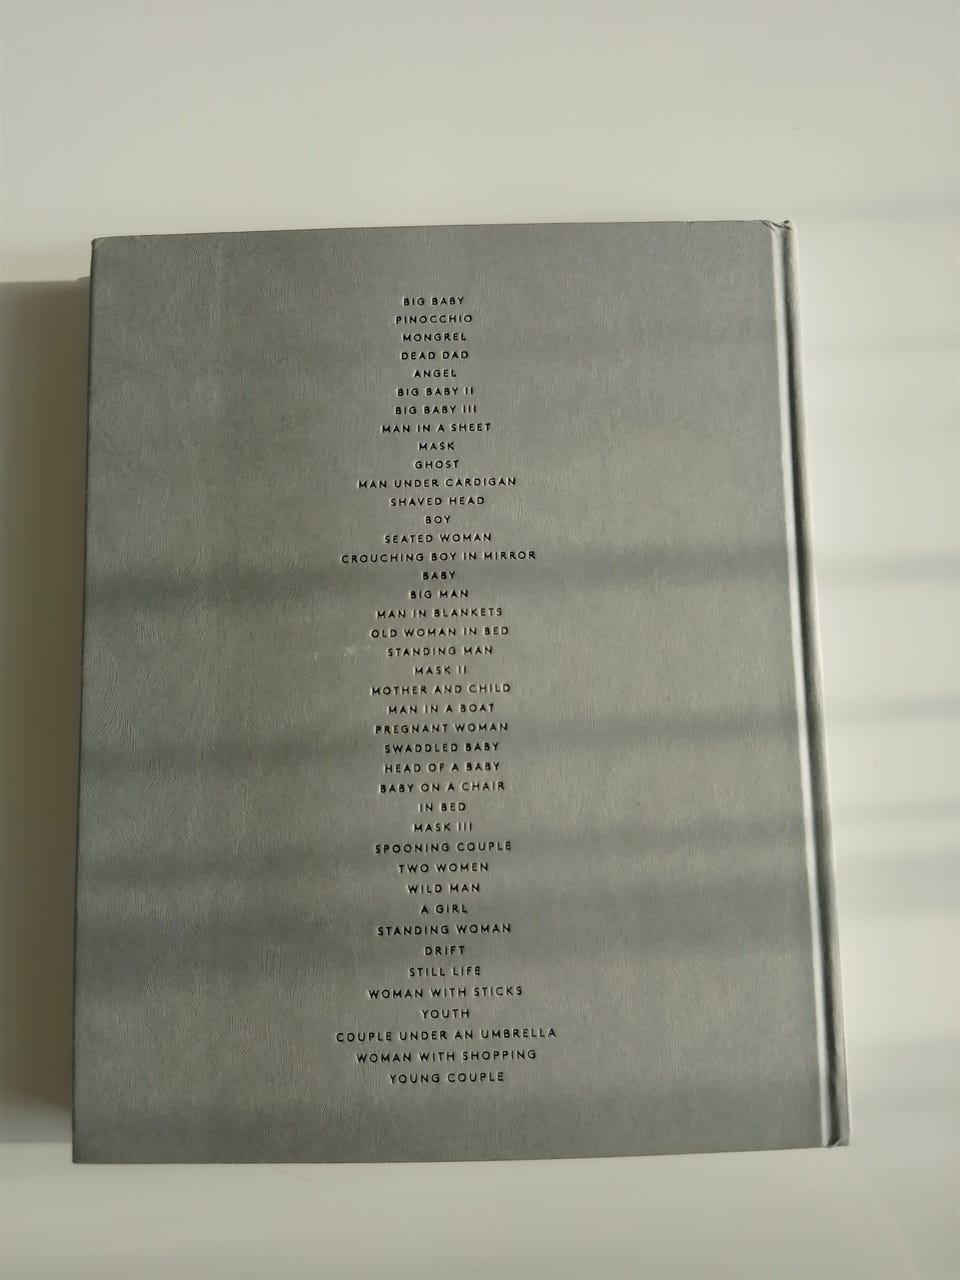 BIG BABY
PINOCCHIO
MONGREL
DEAD DAD
ANGEL
BIG BABY II
BIG BABY III
MAN IN A SHEET
MASK
GHOST
MAN UNDER CARDIGAN
SHAVED HEAD
BOY
SEATED WOMAN
CROUCHING BOY IN MIRROR
BABY
BIG MAN
MAN IN BLANKETS
OLD WOMAN IN BED
STANDING MAN
MASK II
MOTHER AND CHILD
MAN IN A BOAT
PREGNANT WOMAN
SWADDLED BABY
HEAD OF A BABY
BABY ON A CHAIR
IN BED
MASK III
SPOONING COUPLE
TWO WOMEN
WILD MAN
A GIRL
STANDING WOMAN
DRIFT
STILL LIFE
WOMAN WITH STICKS
YOUTH
COUPLE UNDER AN UMBRELLA
WOMAN WITH SHOPPING
YOUNG COUPLE